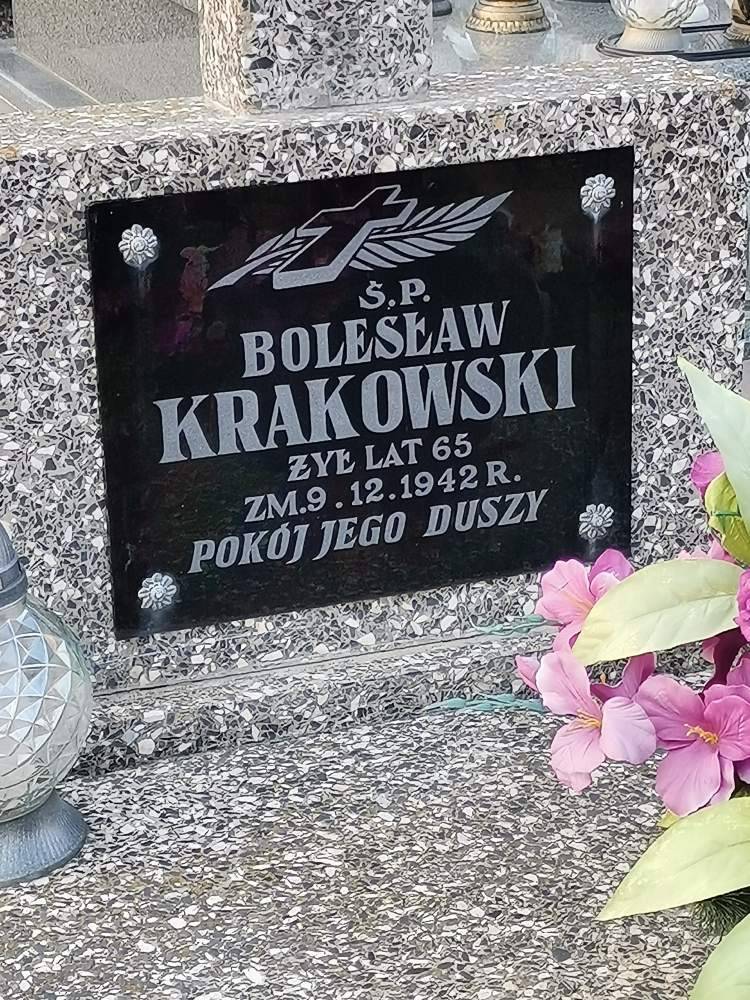 Ś.P.
BOLESŁAW
KRAKOWSKI
ŻYŁ LAT 65
ZM.9.12.1942 R.
POKÓJ JEGO DUSZY